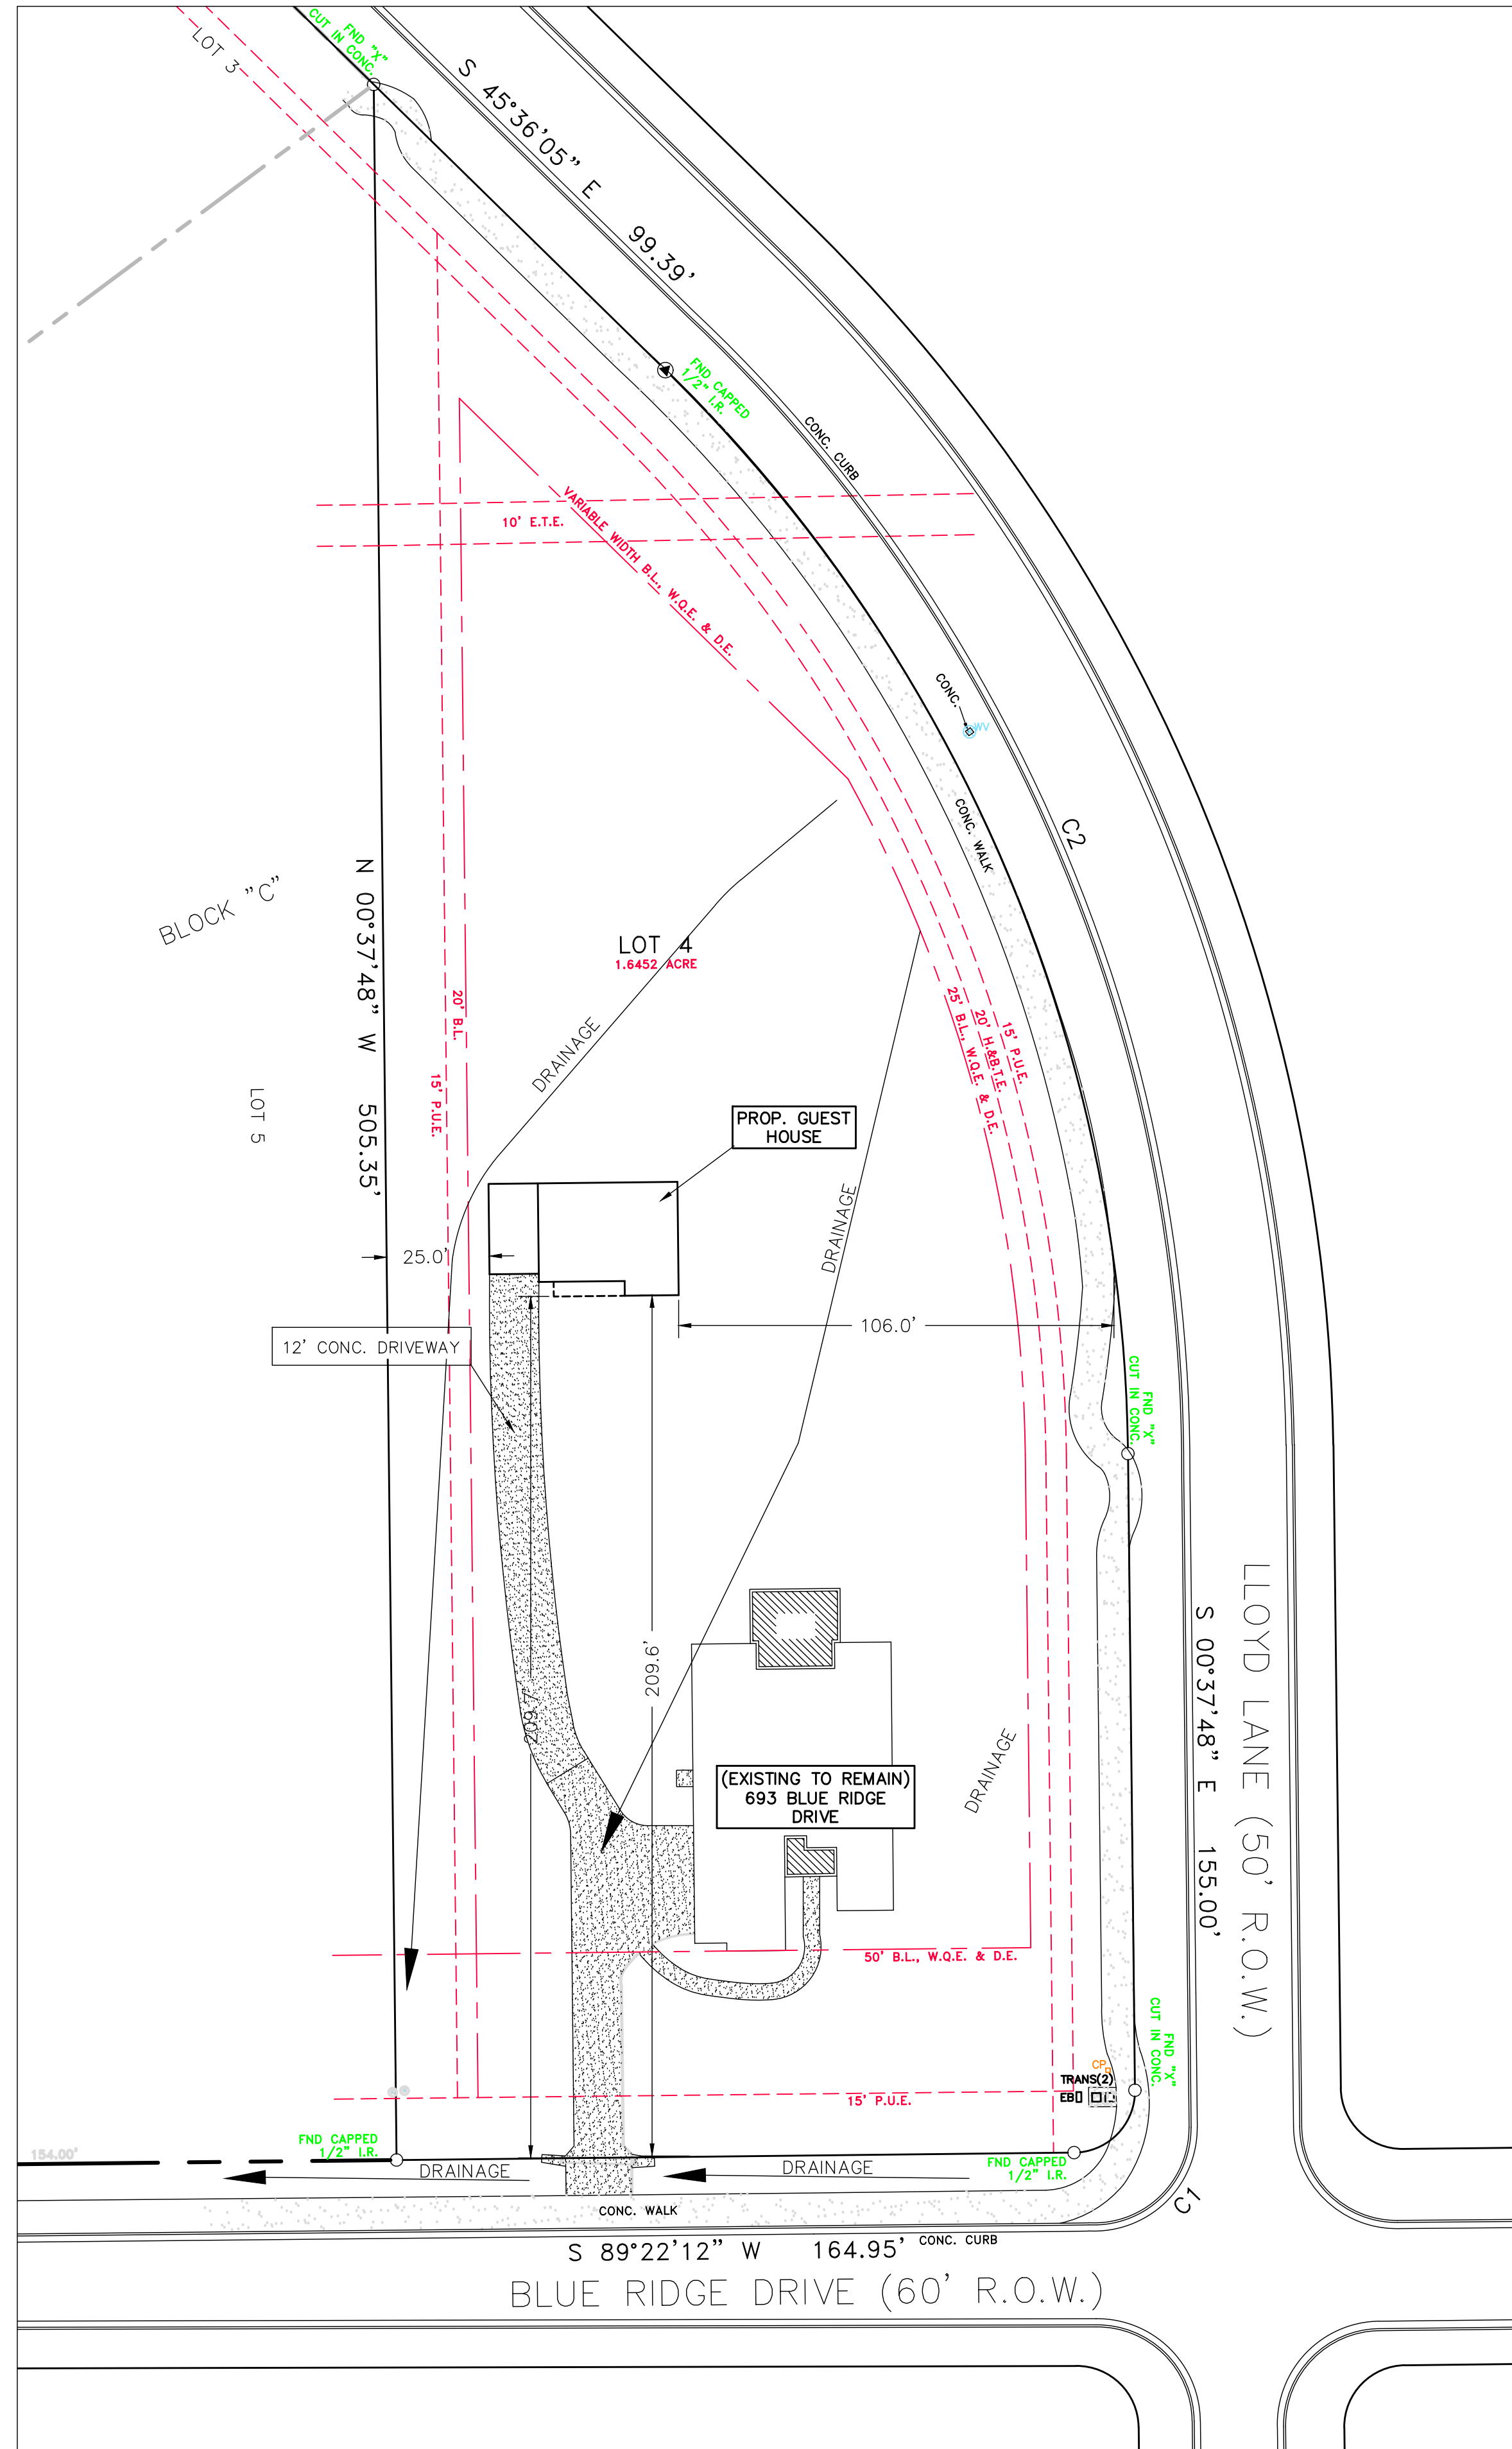 LOT 3
FND "X"
CUT IN CONC.
S 45°36'05" E 99.39'
FND CAPPED
1/2" I.R.
CONC. CURB
10' E.T.E.
VARIABLE WIDTH B.L., W.Q.E. & D.E.
CONC.
WV
CONC. WALK
C2
BLOCK "C"
N 00°37'48" W 505.35'
LOT 4
1.6452 ACRE
20' B.L.
15' P.U.E.
DRAINAGE
25' B.L., W.Q.E. & D.E.
20' H.&B.T.E.
15' P.U.E.
LOT 5
PROP. GUEST
HOUSE
DRAINAGE
25.0'
106.0'
12' CONC. DRIVEWAY
FND "X"
CUT IN CONC.
209.6'
209.7'
LLOYD LANE (50' R.O.W.)
S 00°37'48" E 155.00'
DRAINAGE
(EXISTING TO REMAIN)
693 BLUE RIDGE
DRIVE
50' B.L., W.Q.E. & D.E.
FND "X"
CUT IN CONC.
CP
TRANS(2)
EB
15' P.U.E.
154.00'
FND CAPPED
1/2" I.R.
DRAINAGE
DRAINAGE
FND CAPPED
1/2" I.R.
C1
CONC. WALK
S 89°22'12" W 164.95'
CONC. CURB
BLUE RIDGE DRIVE (60' R.O.W.)